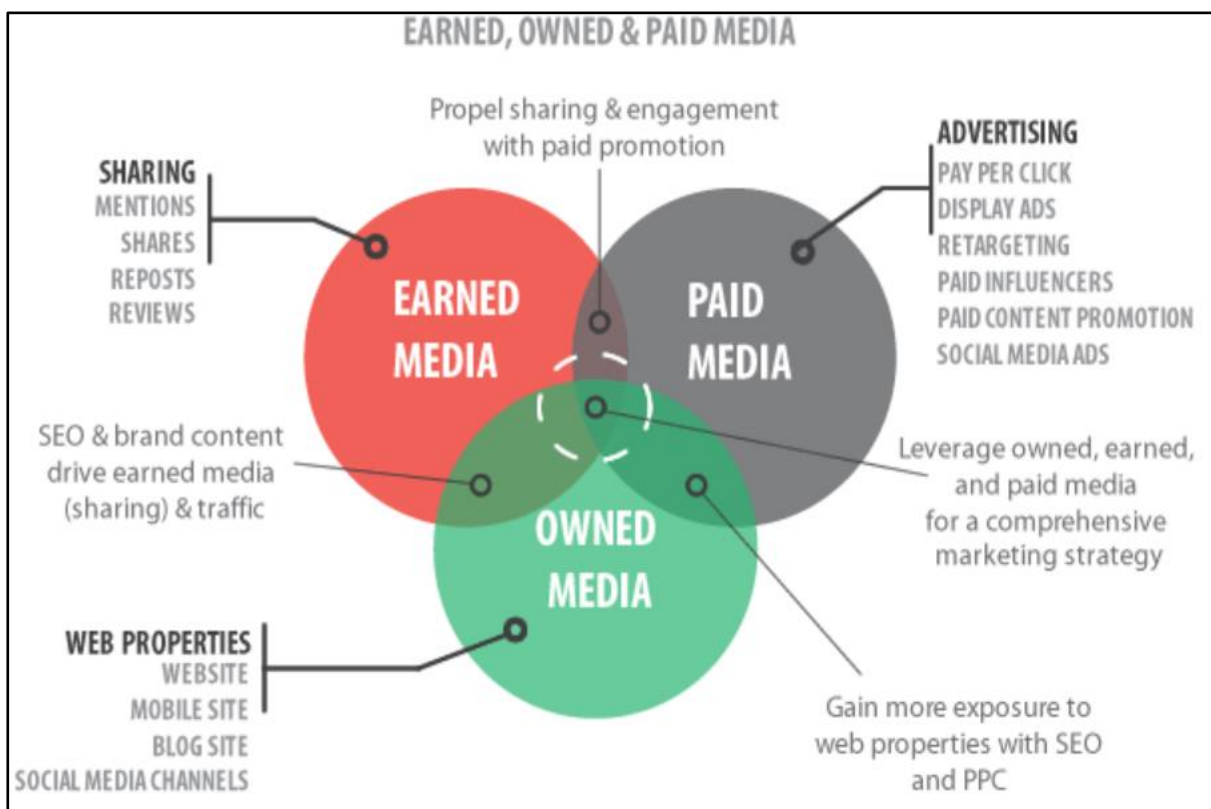 EARNED, OWNED & PAID MEDIA
Propel sharing & engagement
with paid promotion
SHARING
MENTIONS
SHARES
REPOSTS
REVIEWS
ADVERTISING
PAY PER CLICK
DISPLAY ADS
RETARGETING
PAID INFLUENCERS
PAID CONTENT PROMOTION
SOCIAL MEDIA ADS
EARNED
MEDIA
PAID
MEDIA
SEO & brand content
drive earned media
(sharing) & traffic
Leverage owned, earned,
and paid media
for a comprehensive
marketing strategy
OWNED
MEDIA
WEB PROPERTIES
WEBSITE
MOBILE SITE
BLOG SITE
SOCIAL MEDIA CHANNELS
Gain more exposure to
web properties with SEO
and PPC